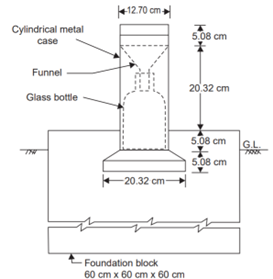 12.70 cm
Cylindrical metal
case
5.08 cm
Funnel
Glass bottle
20.32 cm
5.08 cm
G.L.
5.08 cm
20.32 cm
Foundation block
60 cm x 60 cm x 60 cm